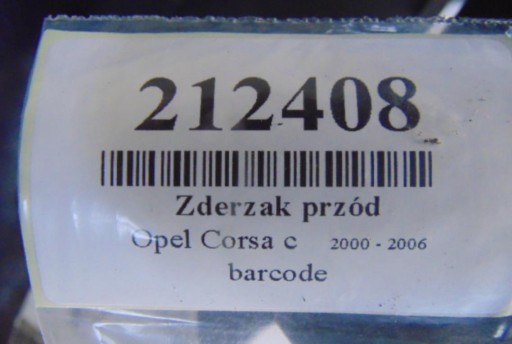 212408
Zderzak przód
Opel Corsa c 2000 - 2006
barcode